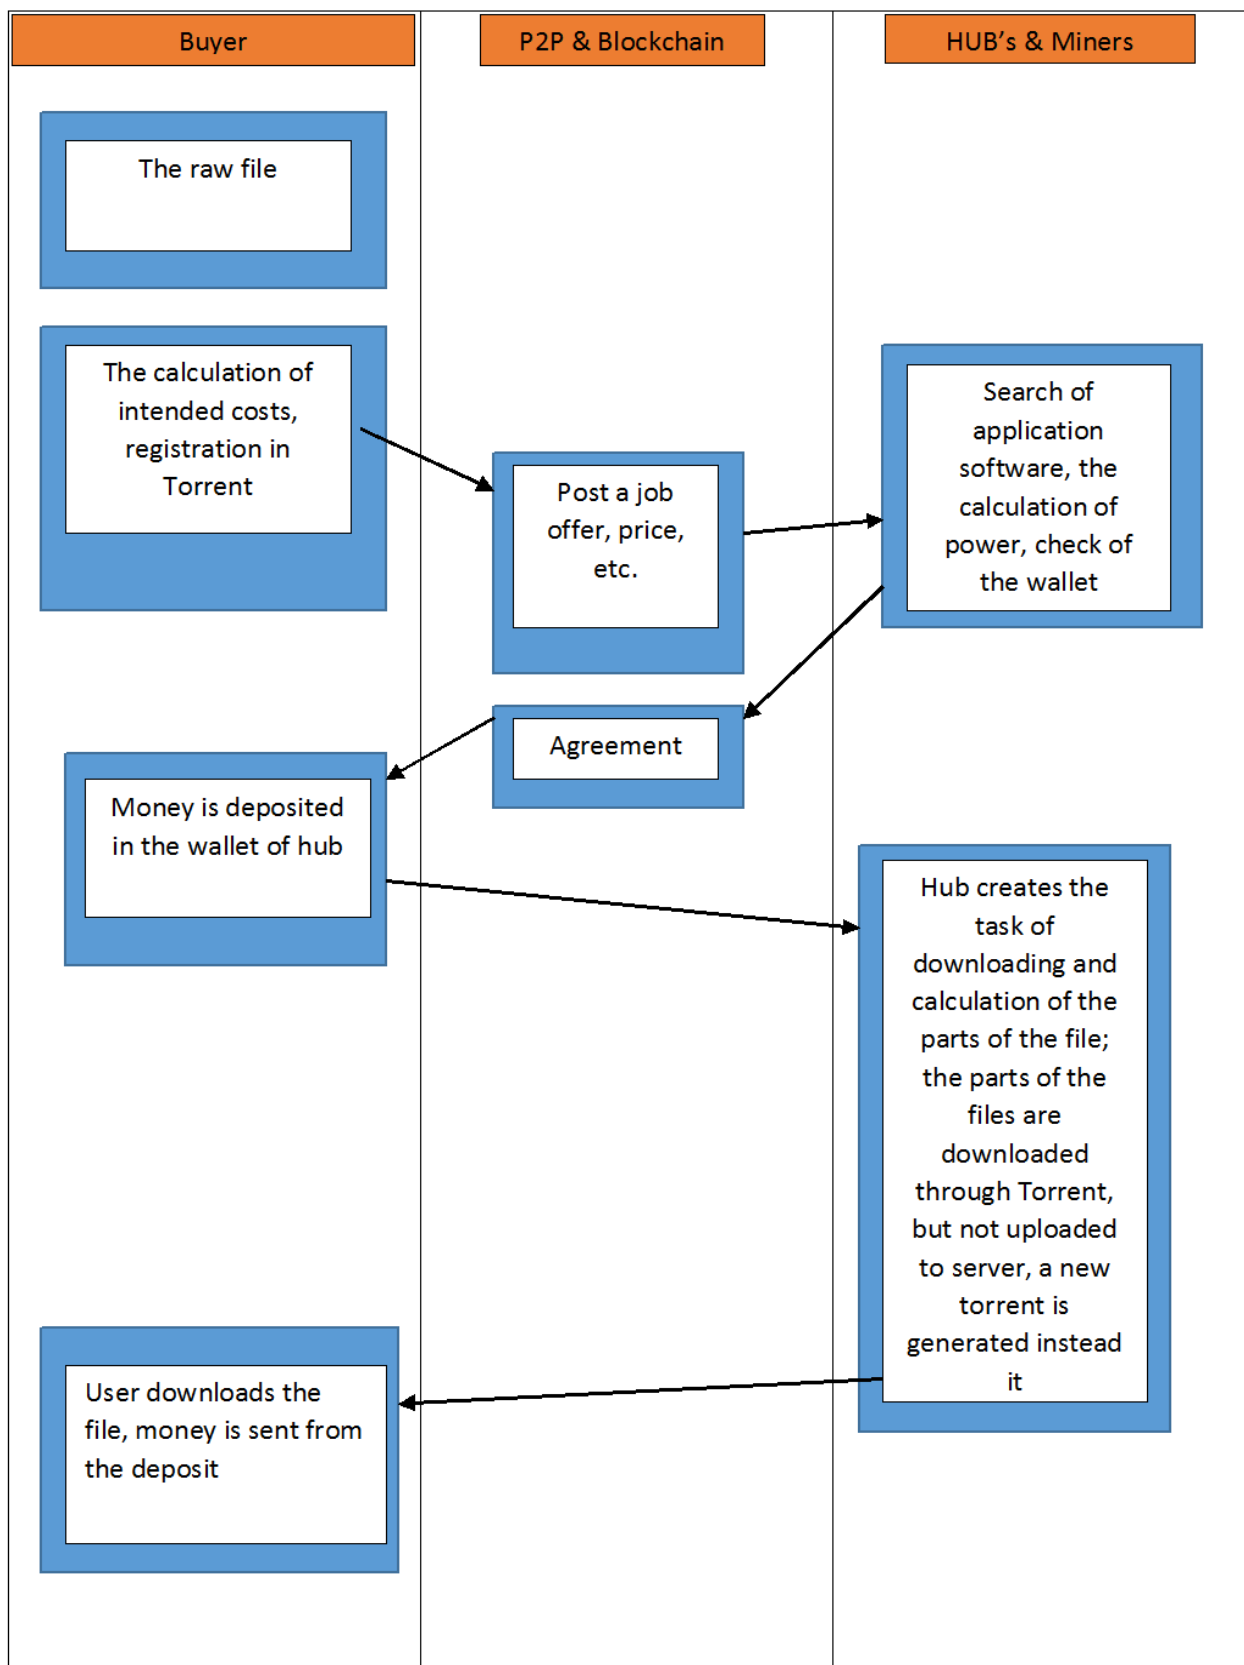 Buyer
P2P & Blockchain
HUB's & Miners
The raw file
The calculation of
intended costs,
registration in
Torrent
Search of
application
software, the
calculation of
power, check of
the wallet
Post a job
offer, price,
etc.
Agreement
Money is deposited
in the wallet of hub
Hub creates the
task of
downloading and
calculation of the
parts of the file;
the parts of the
files are
downloaded
through Torrent,
but not uploaded
to server, a new
torrent is
generated instead
it
User downloads the
file, money is sent from
the deposit